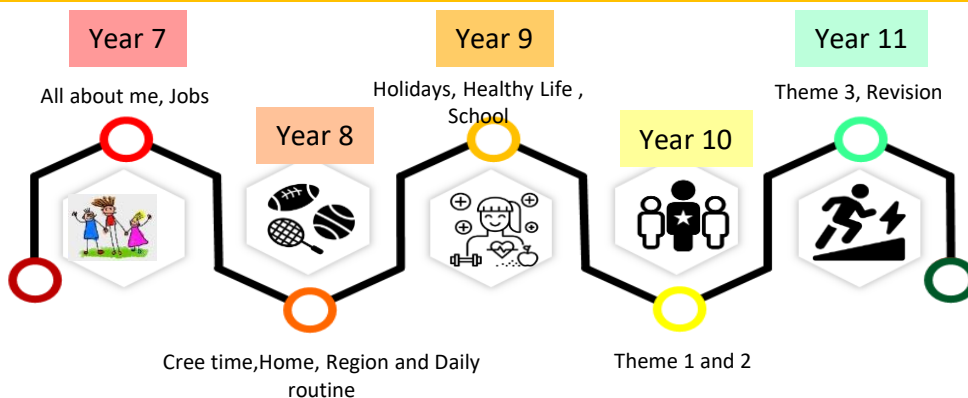 Year 7
All about me, Jobs
Year 8
Cree time,Home, Region and Daily
routine
Year 9
Holidays, Healthy Life ,
School
Year 10
Theme 1 and 2
Year 11
Theme 3, Revision